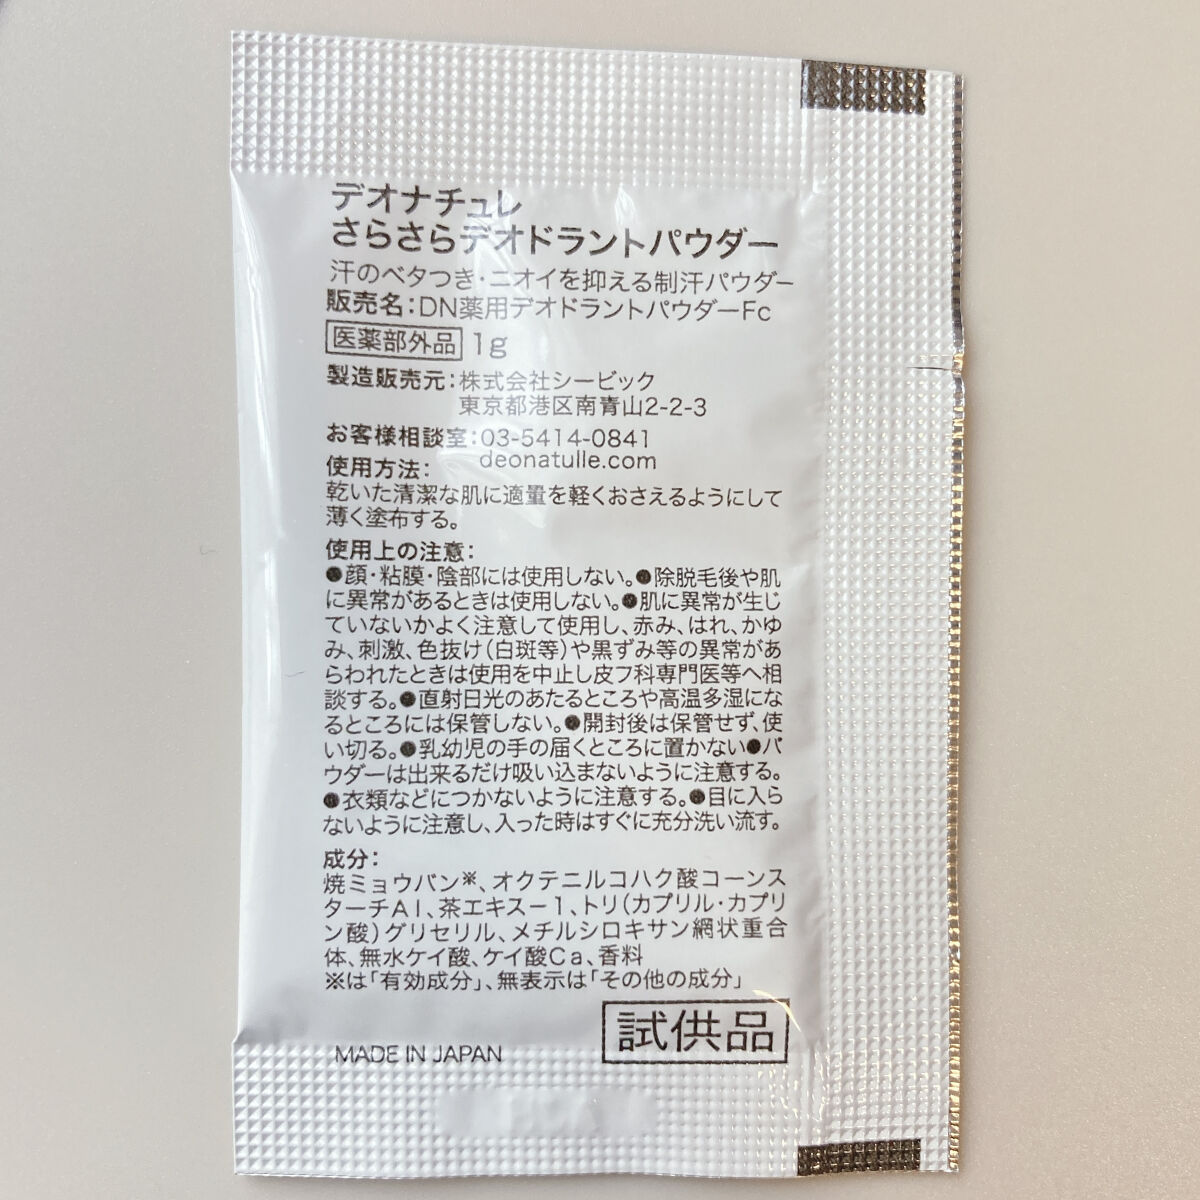 デオナチュレ
さらさらデオドラントパウダー
汗のベタつき・ニオイを抑える制汗パウダー
販売名：DN薬用デオドラントパウダーFc
医薬部外品 1g
製造販売元：株式会社シービック
東京都港区南青山2-2-3
お客様相談室：03-5414-0841
deonatulle.com
使用方法：
乾いた清潔な肌に適量を軽くおさえるようにして
薄く塗布する。
使用上の注意：
●顔・粘膜・陰部には使用しない。●除脱毛後や肌
に異常があるときは使用しない。●肌に異常が生じ
ていないかよく注意して使用し、赤み、はれ、かゆ
み、刺激、色抜け（白斑等）や黒ずみ等の異常があ
らわれたときは使用を中止し皮フ科専門医等へ相
談する。●直射日光のあたるところや高温多湿にな
るところには保管しない。●開封後は保管せず、使
い切る。●乳幼児の手の届くところに置かない●パ
ウダーは出来るだけ吸い込まないように注意する。
●衣類などにつかないように注意する。●目に入ら
ないように注意し、入った時はすぐに充分洗い流す。
成分：
焼ミョウバン※、オクテニルコハク酸コーンス
ターチAl、茶エキス-1、トリ（カプリル・カプリ
ン酸）グリセリル、メチルシロキサン網状重合
体、無水ケイ酸、ケイ酸Ca、香料
※は「有効成分」、無表示は「その他の成分」
試供品
MADE IN JAPAN